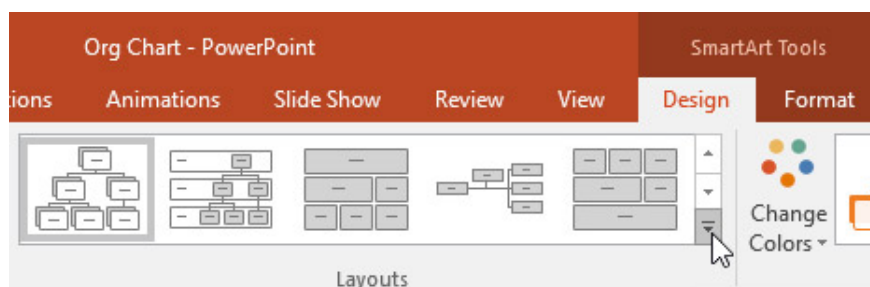 Org Chart - PowerPoint
SmartArt Tools
tions
Animations
Slide Show
Review
View
Design
Format
Change
Colors
Layouts